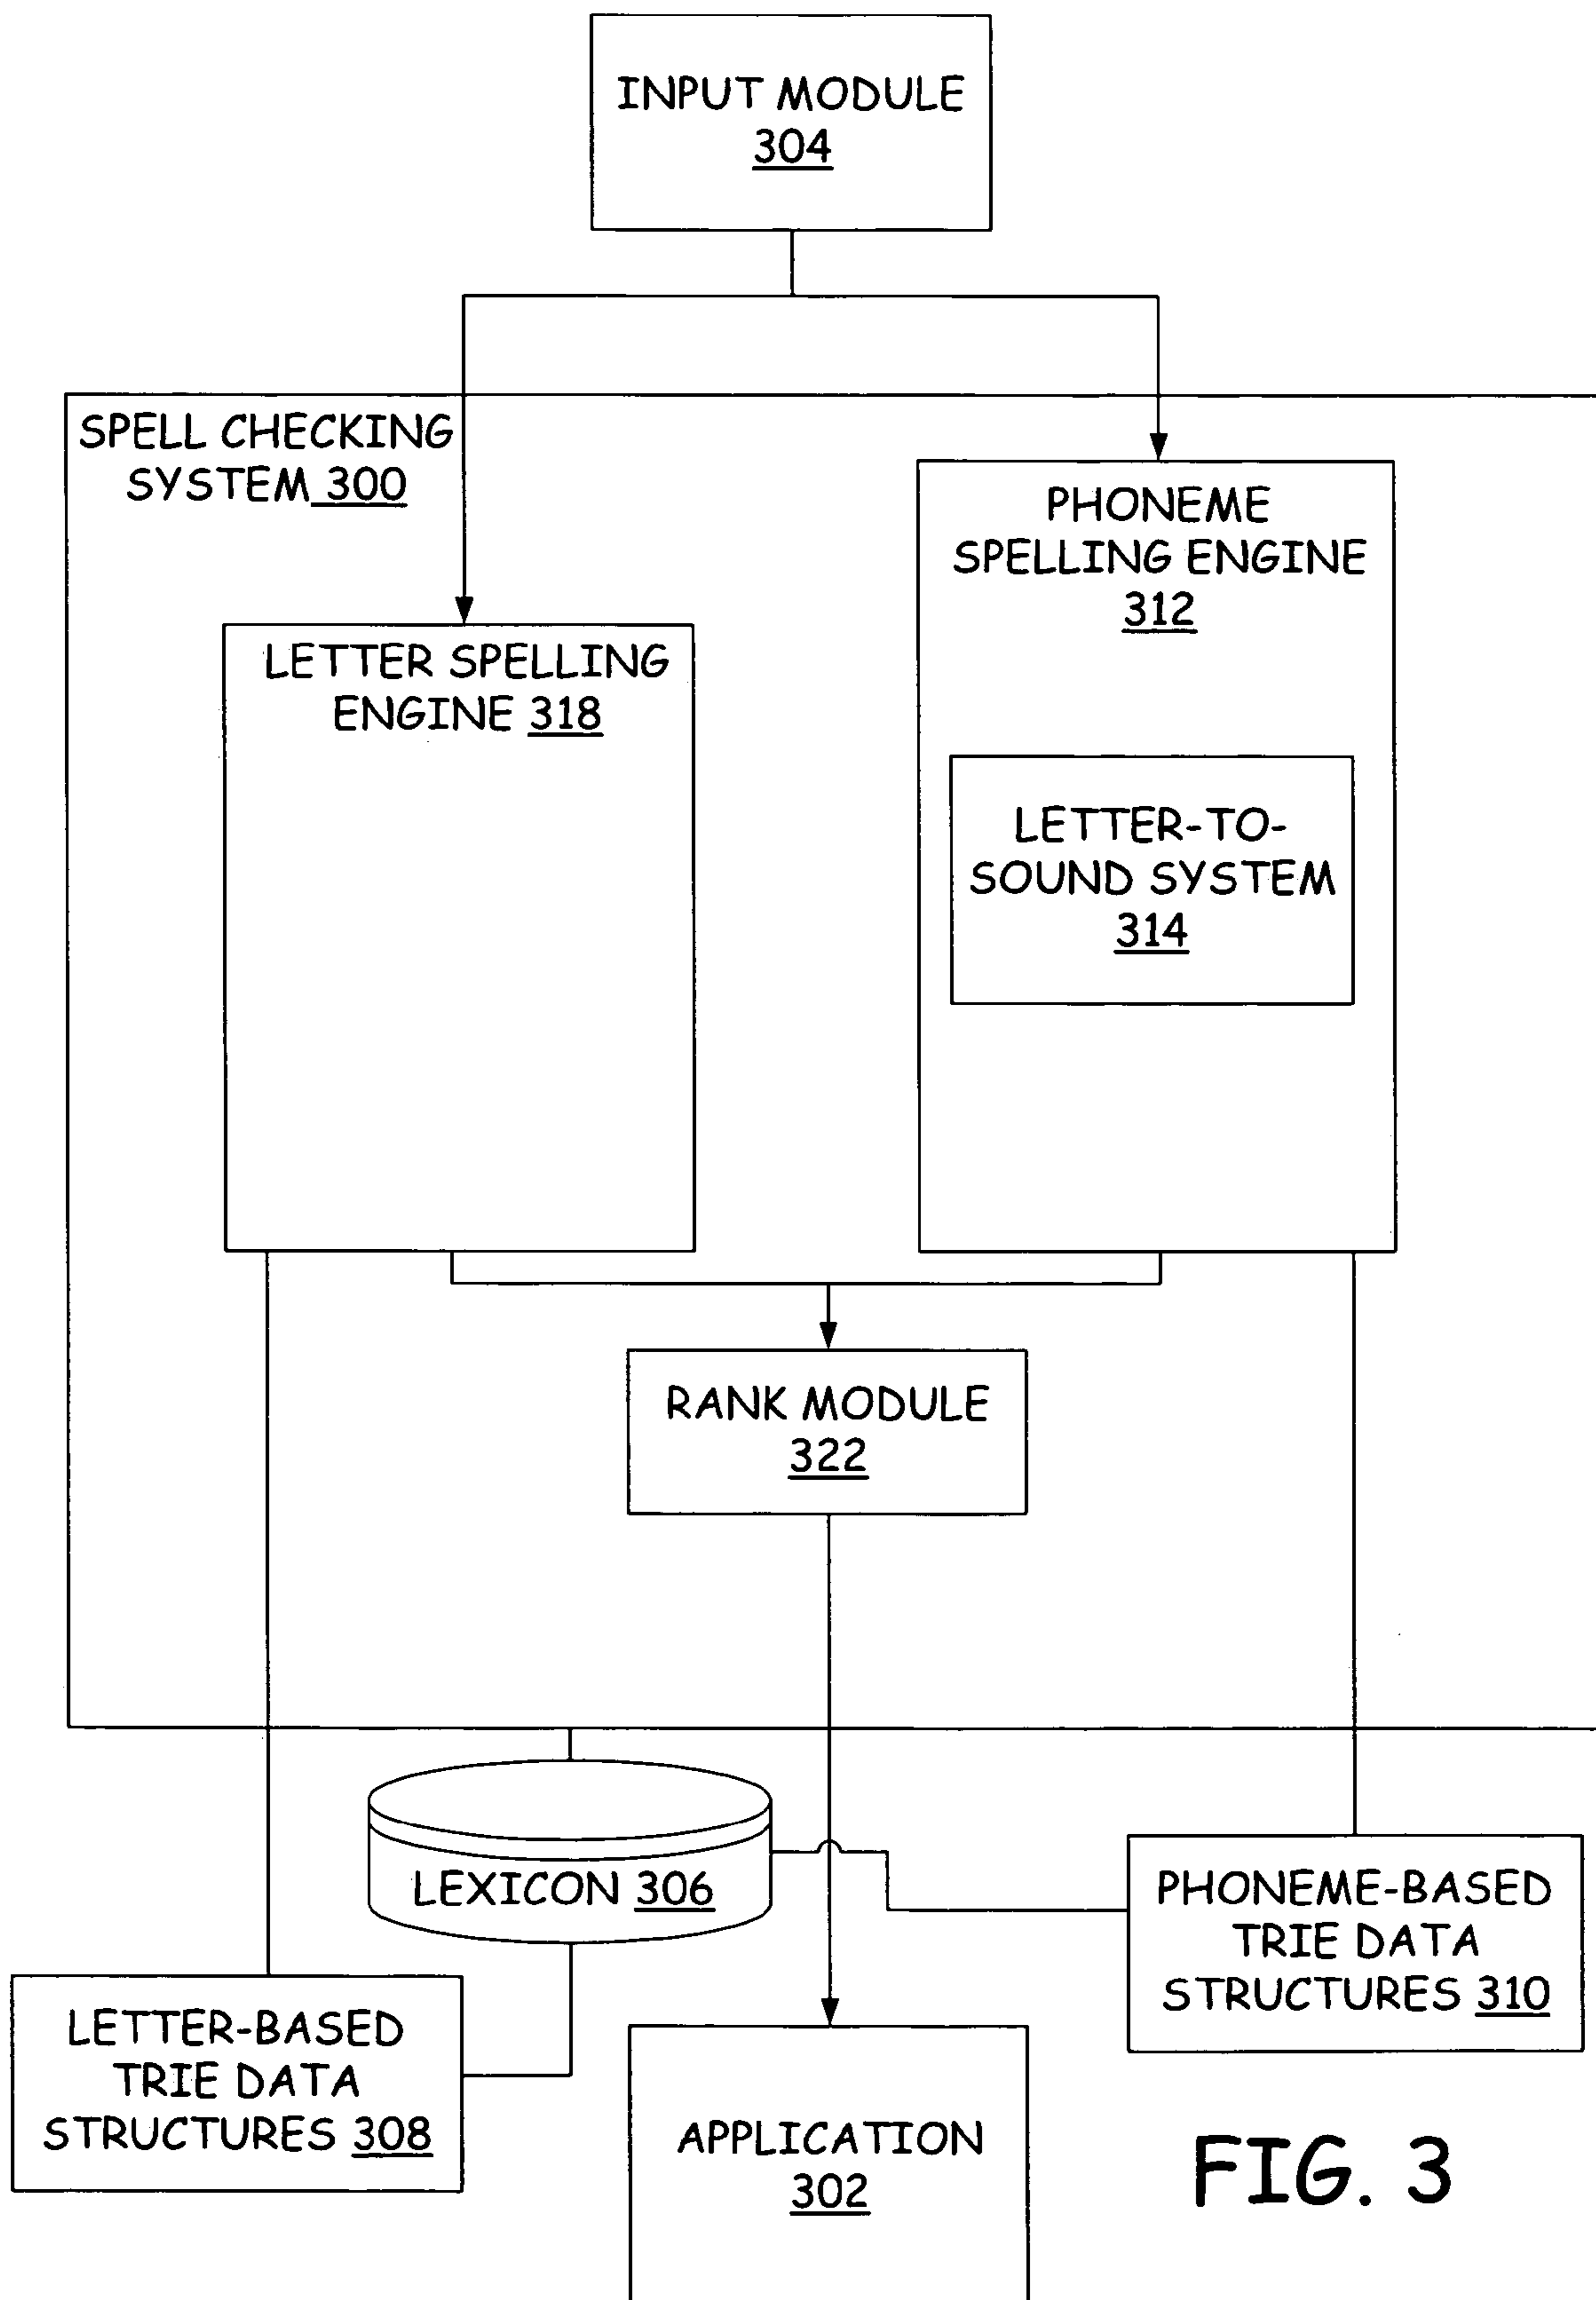 INPUT MODULE
304
SPELL CHECKING
SYSTEM 300
PHONEME
SPELLING ENGINE
312
LETTER SPELLING
ENGINE 318
LETTER-TO-
SOUND SYSTEM
314
RANK MODULE
322
LEXICON 306
PHONEME-BASED
TRIE DATA
STRUCTURES 310
LETTER-BASED
TRIE DATA
STRUCTURES 308
APPLICATION
302
FIG. 3